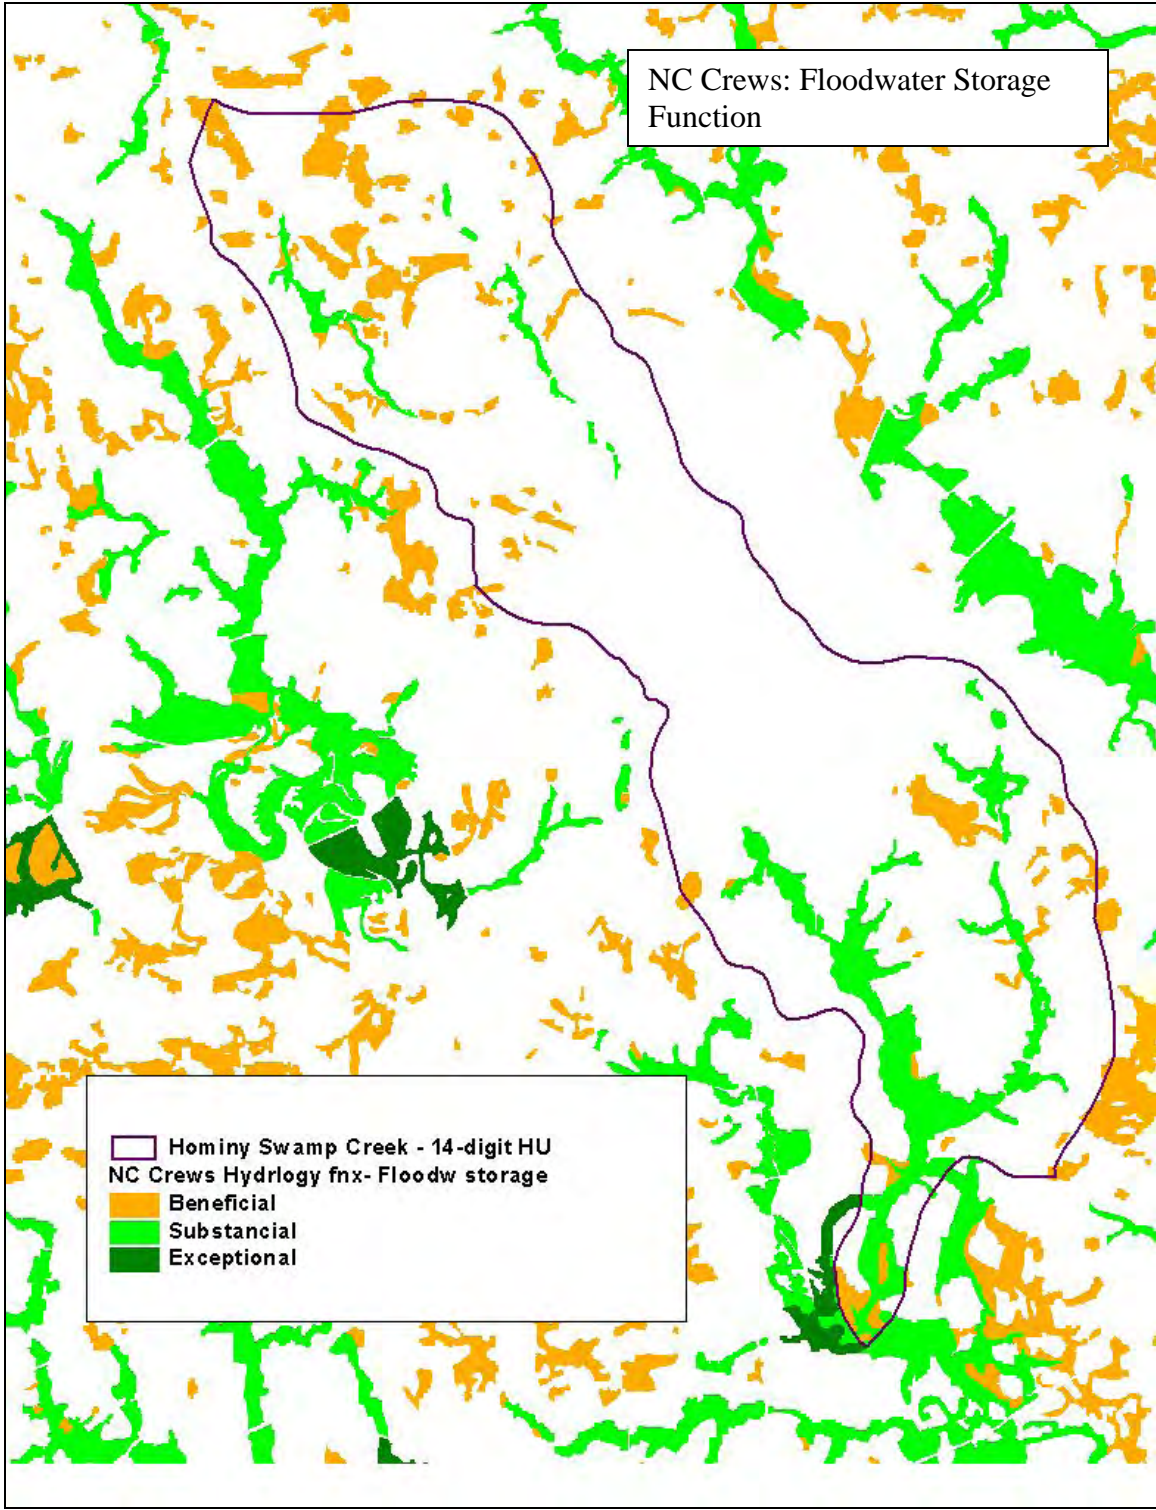 NC Crews: Floodwater Storage
Function
Hominy Swamp Creek - 14-digit HU
NC Crews Hydrlogy fnx- Floodw storage
Beneficial
Substancial
Exceptional